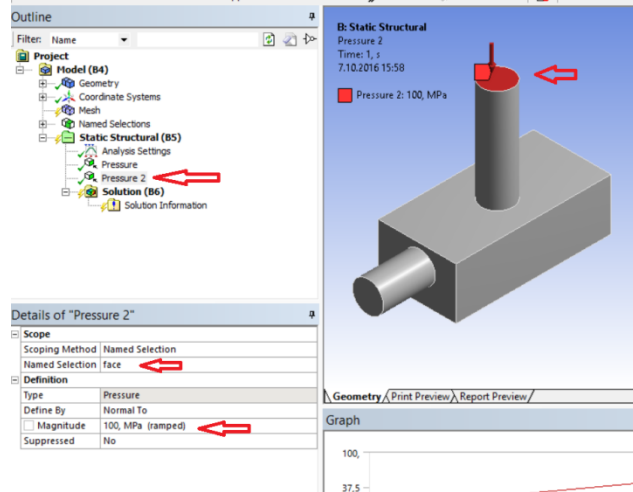 Outline
Filter: Name
Project
Model (B4)
Geometry
Coordinate Systems
Mesh
Named Selections
Static Structural (B5)
Analysis Settings
Pressure
Pressure 2
Solution (B6)
Solution Information
Details of "Pressure 2"
Scope
Scoping Method Named Selection
Named Selection face
Definition
Type Pressure
Define By Normal To
Magnitude 100, MPa (ramped)
Suppressed No
B: Static Structural
Pressure 2
Time: 1, s
7.10.2016 15:58
Pressure 2: 100, MPa
Geometry Print Preview Report Preview
Graph
100,
37,5